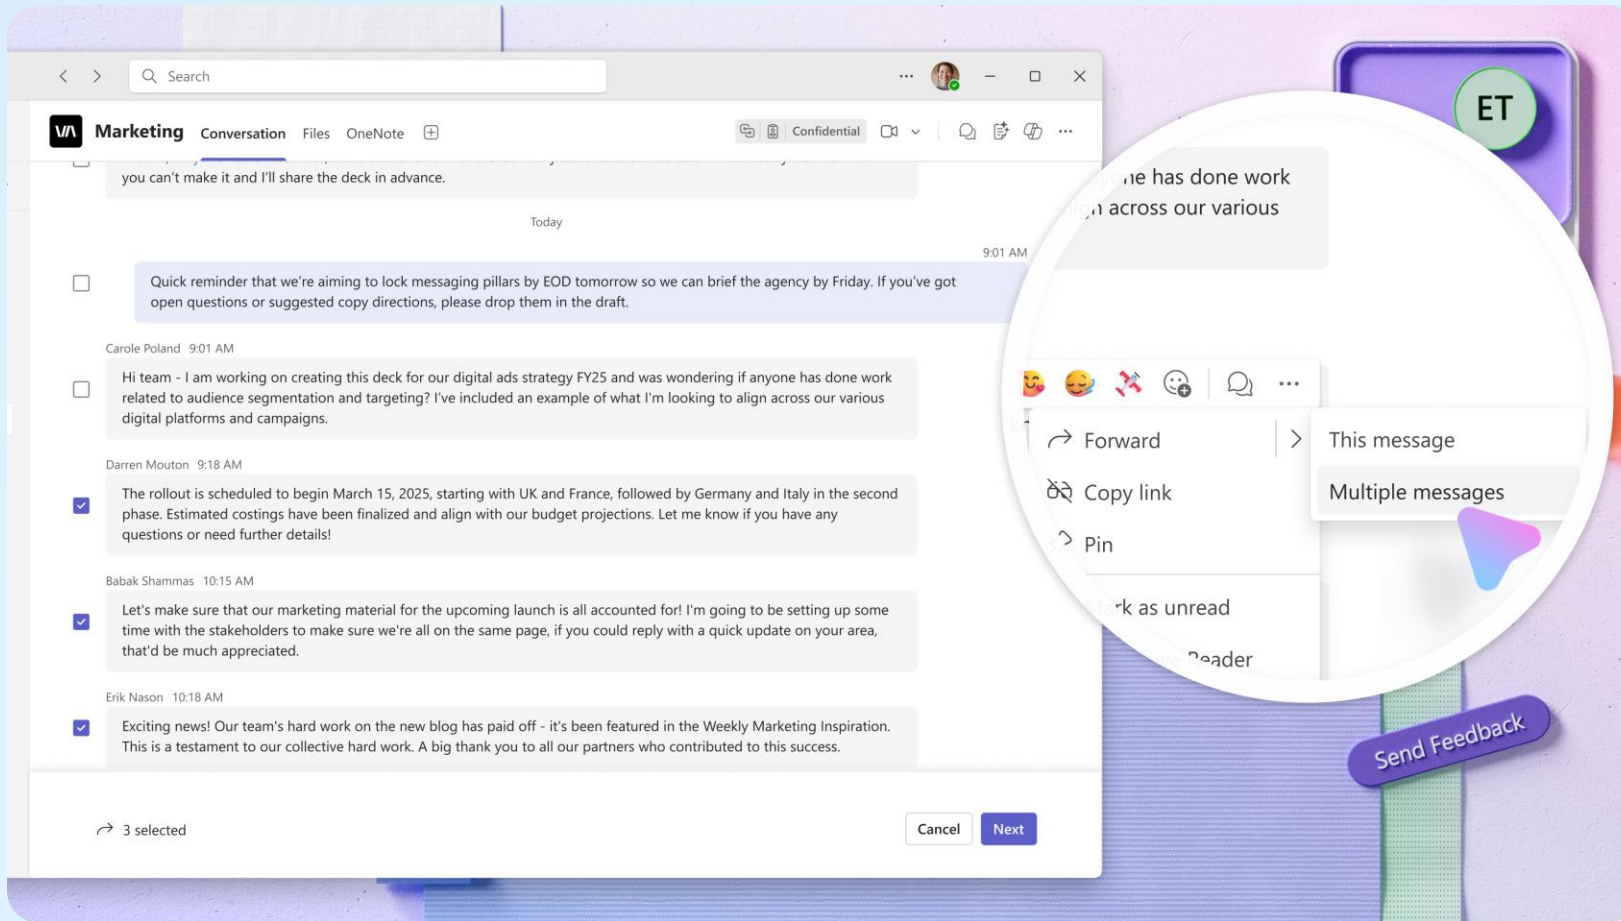 Search
VA
Marketing
Conversation
Files
OneNote
Confidential
you can't make it and I'll share the deck in advance.
Today
9:01 AM
Quick reminder that we're aiming to lock messaging pillars by EOD tomorrow so we can brief the agency by Friday. If you've got
open questions or suggested copy directions, please drop them in the draft.
Carole Poland 9:01 AM
Hi team - I am working on creating this deck for our digital ads strategy FY25 and was wondering if anyone has done work
related to audience segmentation and targeting? I've included an example of what I'm looking to align across our various
digital platforms and campaigns.
Darren Mouton 9:18 AM
The rollout is scheduled to begin March 15, 2025, starting with UK and France, followed by Germany and Italy in the second
phase. Estimated costings have been finalized and align with our budget projections. Let me know if you have any
questions or need further details!
Babak Shammas 10:15 AM
Let's make sure that our marketing material for the upcoming launch is all accounted for! I'm going to be setting up some
time with the stakeholders to make sure we're all on the same page, if you could reply with a quick update on your area,
that'd be much appreciated.
Erik Nason 10:18 AM
Exciting news! Our team's hard work on the new blog has paid off - it's been featured in the Weekly Marketing Inspiration.
This is a testament to our collective hard work. A big thank you to all our partners who contributed to this success.
3 selected
Cancel
Next
ET
has done work
across our various
Forward
This message
Copy link
Multiple messages
Pin
as unread
Reader
Send Feedback